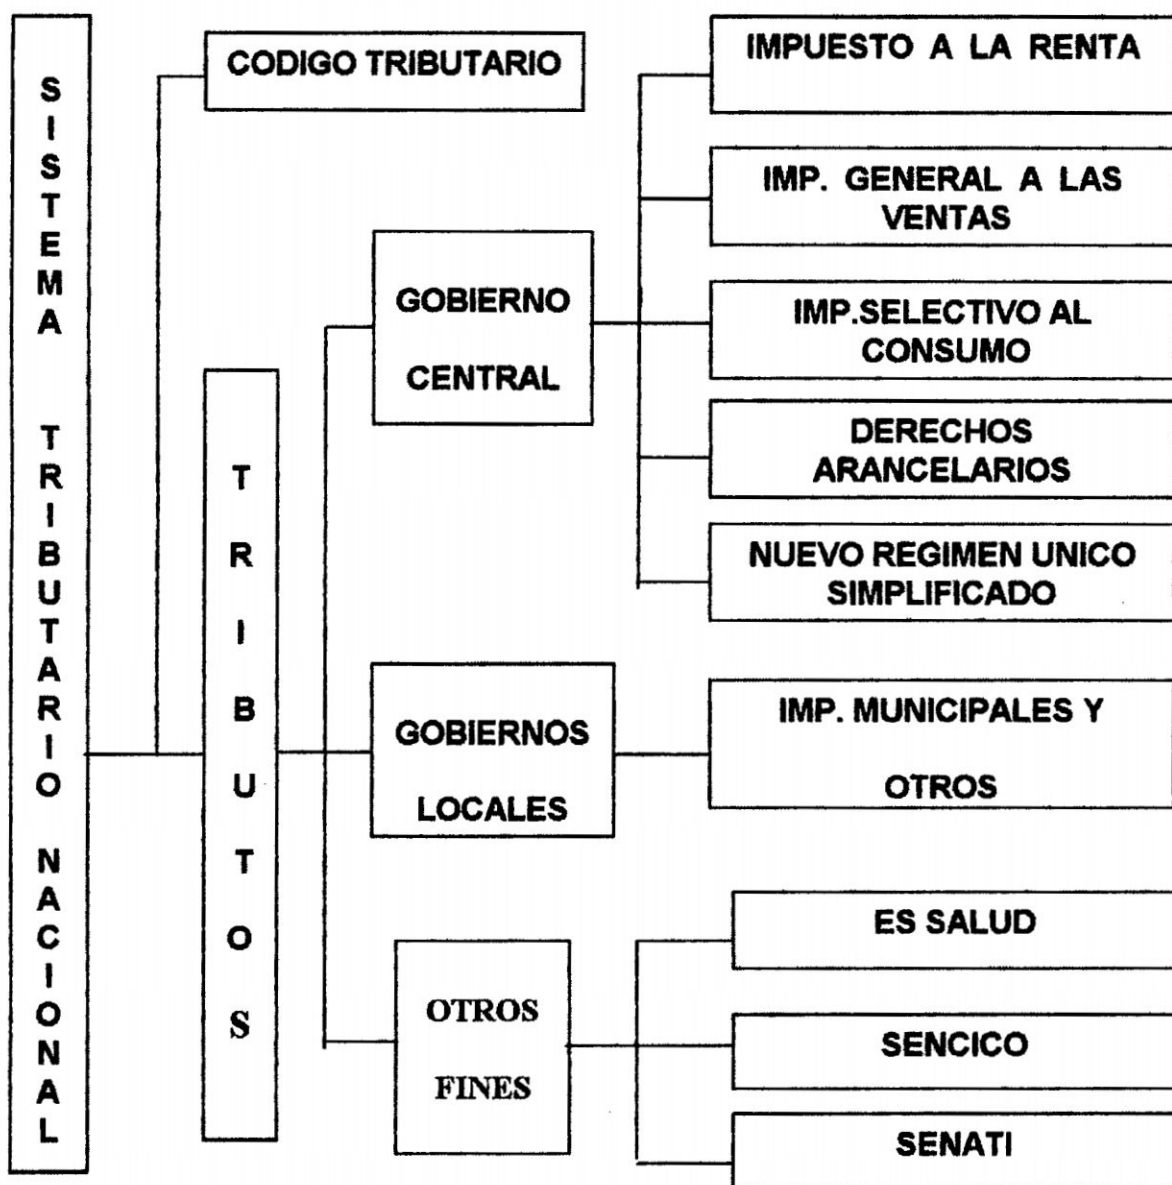 SISTEMA TRIBUTARIO NACIONAL
CODIGO TRIBUTARIO
TRIBUTOS
GOBIERNO
CENTRAL
IMPUESTO A LA RENTA
IMP. GENERAL A LAS
VENTAS
IMP.SELECTIVO AL
CONSUMO
DERECHOS
ARANCELARIOS
NUEVO REGIMEN UNICO
SIMPLIFICADO
GOBIERNOS
LOCALES
IMP. MUNICIPALES Y
OTROS
OTROS
FINES
ES SALUD
SENCICO
SENATI